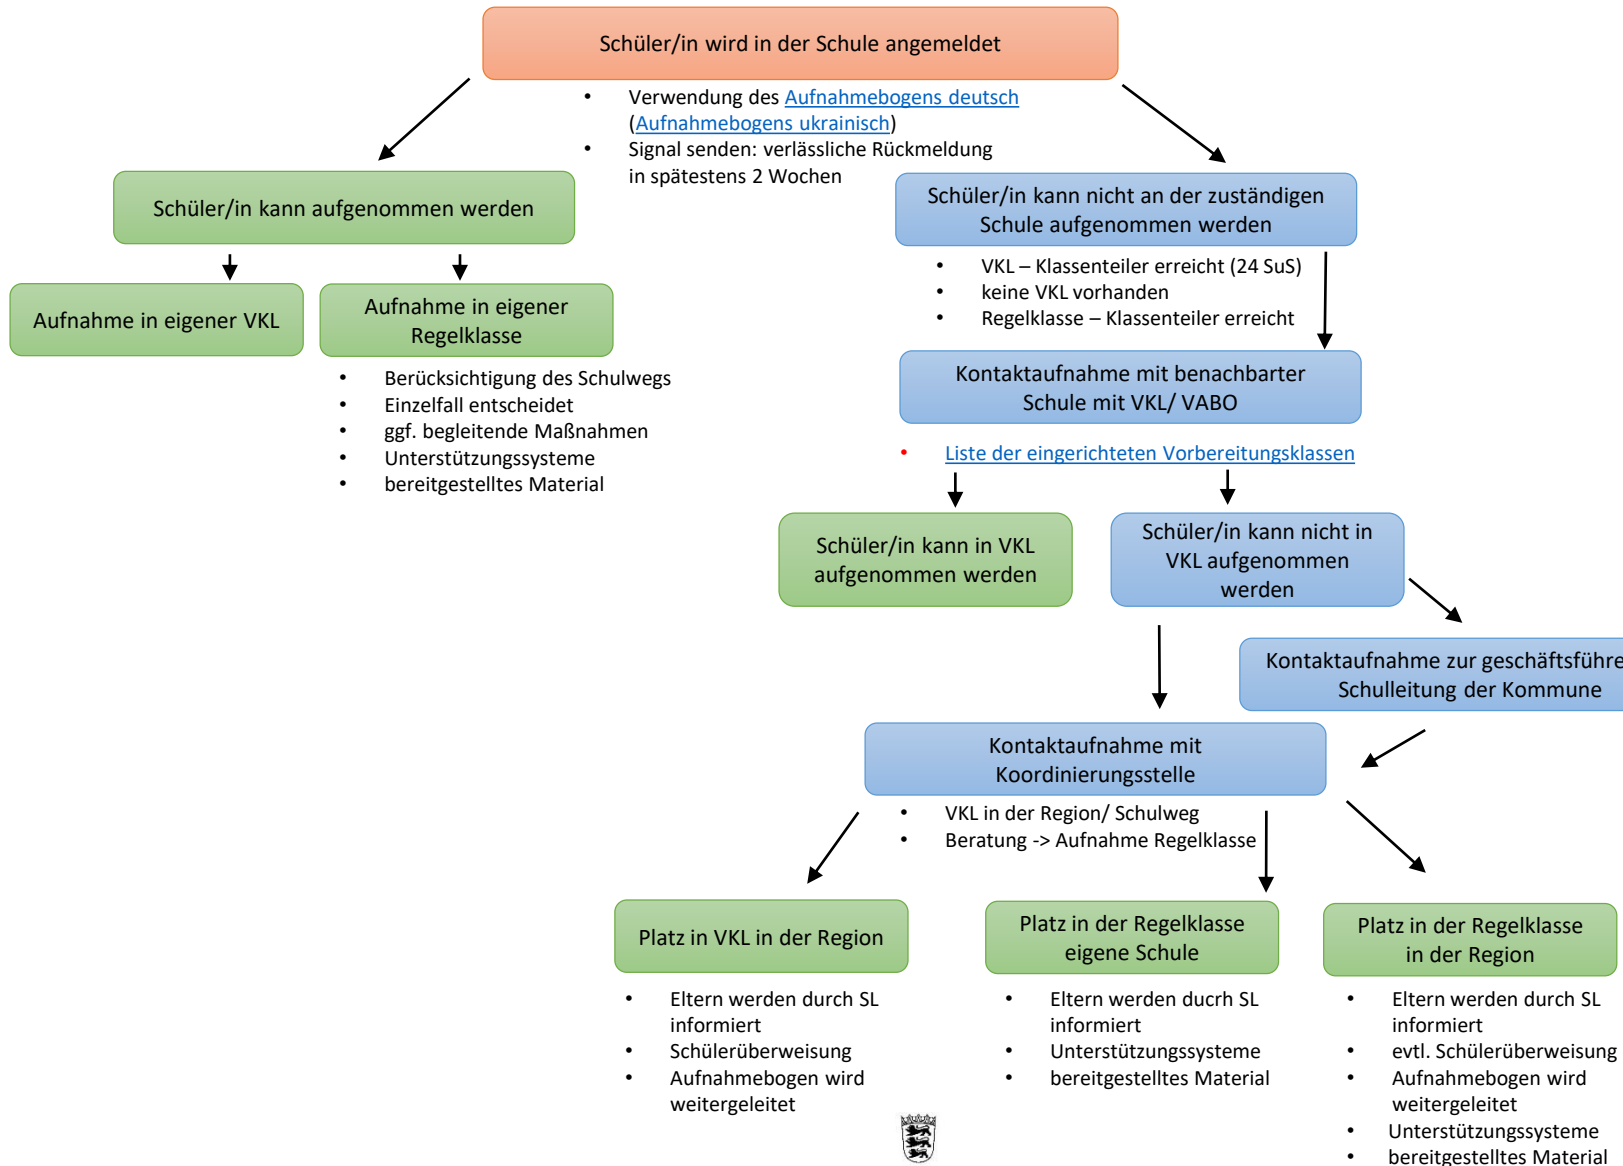 Schüler/in wird in der Schule angemeldet
• Verwendung des Aufnahmebogens deutsch
(Aufnahmebogens ukrainisch)
• Signal senden: verlässliche Rückmeldung
in spätestens 2 Wochen
Schüler/in kann aufgenommen werden
Aufnahme in eigener VKL
Aufnahme in eigener
Regelklasse
• Berücksichtigung des Schulwegs
• Einzelfall entscheidet
• ggf. begleitende Maßnahmen
• Unterstützungssysteme
• bereitgestelltes Material
Schüler/in kann nicht an der zuständigen
Schule aufgenommen werden
• VKL – Klassenteiler erreicht (24 SuS)
• keine VKL vorhanden
• Regelklasse – Klassenteiler erreicht
Kontaktaufnahme mit benachbarter
Schule mit VKL/ VABO
• Liste der eingerichteten Vorbereitungsklassen
Schüler/in kann in VKL
aufgenommen werden
Schüler/in kann nicht in
VKL aufgenommen
werden
Kontaktaufnahme zur geschäftsführe
Schulleitung der Kommune
Kontaktaufnahme mit
Koordinierungsstelle
• VKL in der Region/ Schulweg
• Beratung -> Aufnahme Regelklasse
Platz in VKL in der Region
• Eltern werden durch SL
informiert
• Schülerüberweisung
• Aufnahmebogen wird
weitergeleitet
Platz in der Regelklasse
eigene Schule
• Eltern werden ducrh SL
informiert
• Unterstützungssysteme
• bereitgestelltes Material
Platz in der Regelklasse
in der Region
• Eltern werden durch SL
informiert
• evtl. Schülerüberweisung
• Aufnahmebogen wird
weitergeleitet
• Unterstützungssysteme
• bereitgestelltes Material